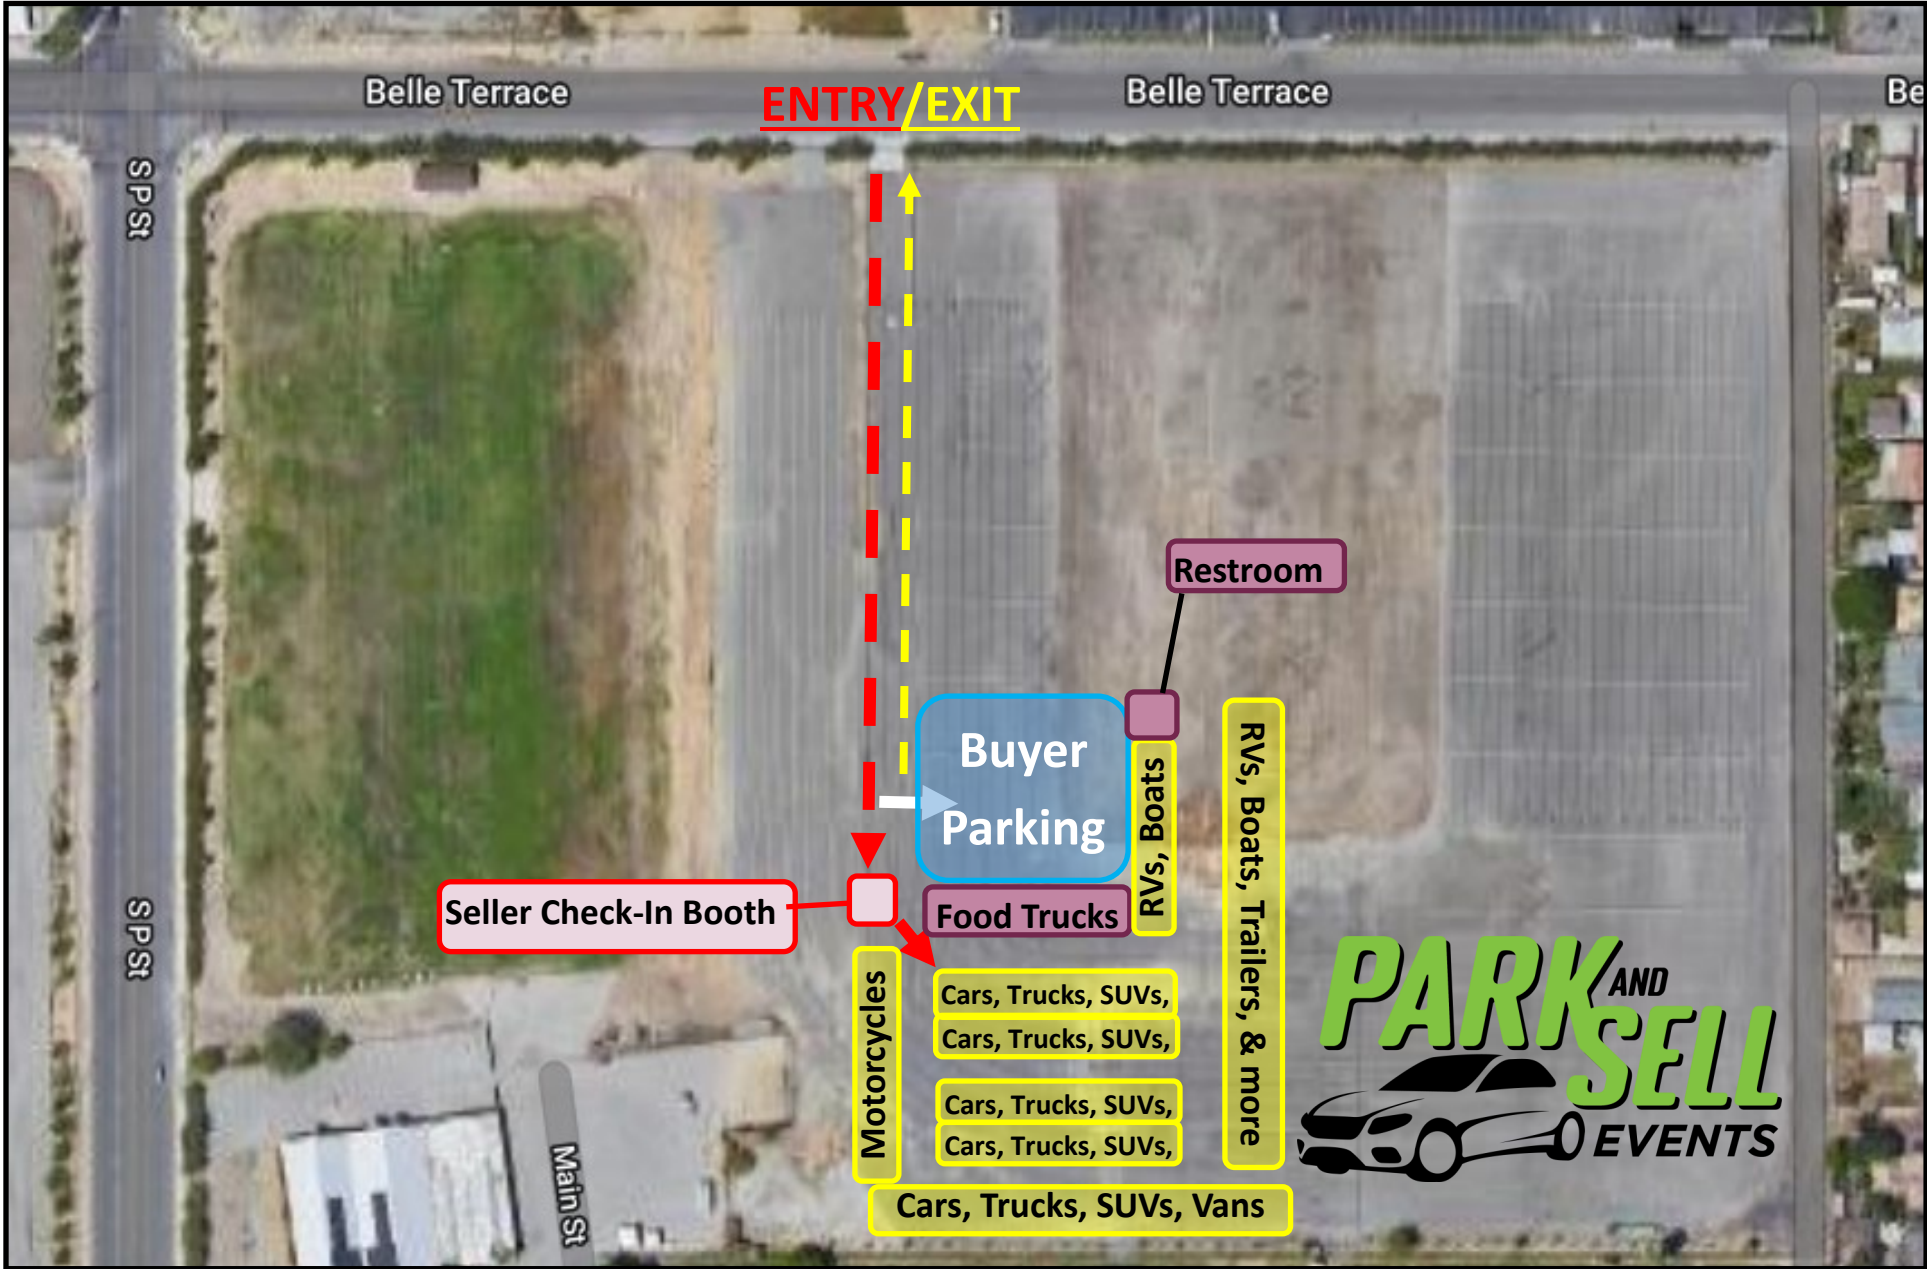 Belle Terrace
ENTRY/EXIT
Belle Terrace
Be
S P St
Restroom
Buyer
Parking
RVs, Boats
RVs, Boats, Trailers, & more
Seller Check-In Booth
Food Trucks
S P St
Motorcycles
Cars, Trucks, SUVs,
Cars, Trucks, SUVs,
Cars, Trucks, SUVs,
Cars, Trucks, SUVs,
Cars, Trucks, SUVs, Vans
Main St
PARK AND
SELL
EVENTS